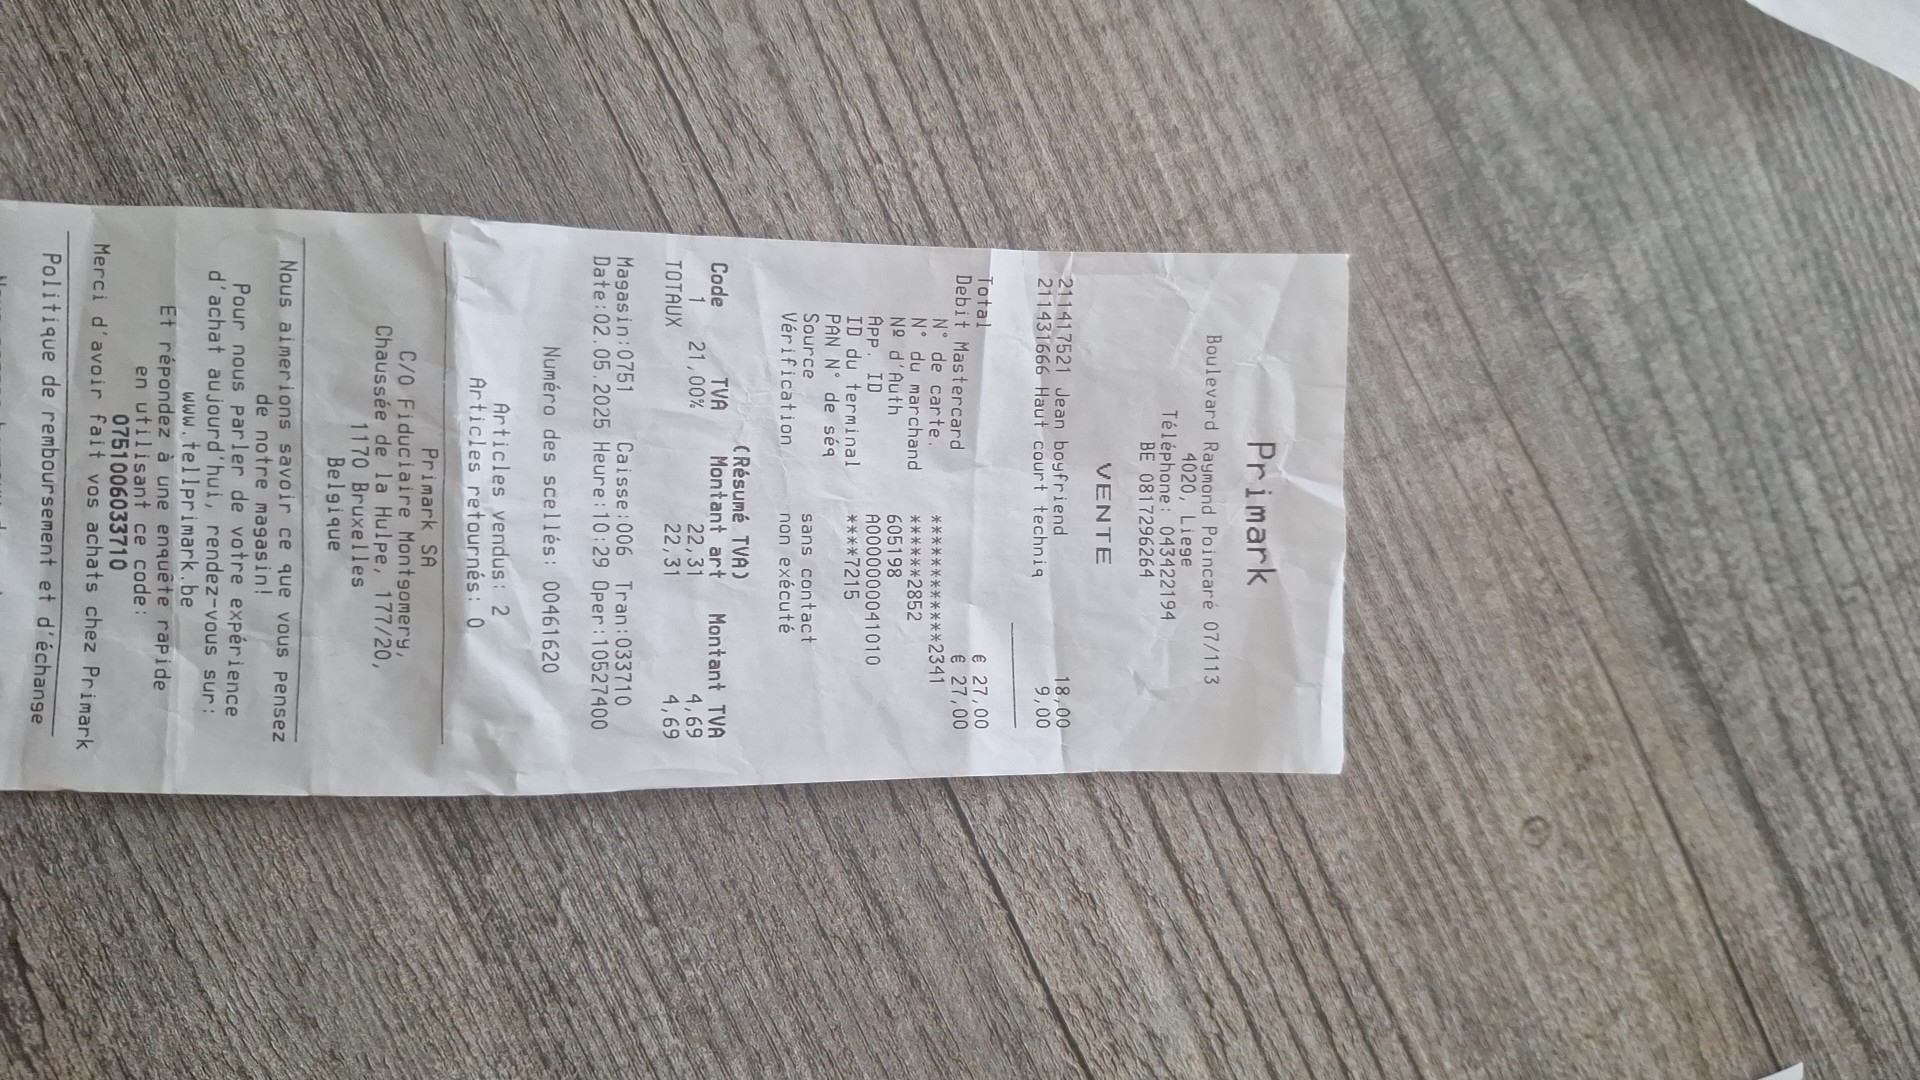 Primark
Boulevard Raymond Poincaré 07/113
4020, Liege
Téléphone: 043422194
BE 0817296264
VENTE
211417521 Jean boyfriend 18,00
211431666 Haut court techniq 9,00
Total € 27,00
Debit Mastercard € 27,00
N° de carte. ************2341
N° du marchand ******2852
Nº d'Auth 605198
App. ID A0000000041010
ID du terminal ****7215
PAN N° de séq
Source sans contact
Vérification non exécuté
(Résumé TVA)
Code TVA Montant art Montant TVA
1 21,00% 22,31 4,69
TOTAUX 22,31 4,69
Magasin:0751 Caisse:006 Tran:033710
Date:02.05.2025 Heure:10:29 Oper:10527400
Numéro des scellés: 00461620
Articles vendus: 2
Articles retournés: 0
Primark SA
C/O Fiduciaire Montgomery,
Chaussée de la Hulpe, 177/20,
1170 Bruxelles
Belgique
Nous aimerions savoir ce que vous pensez
de notre magasin!
Pour nous parler de votre expérience
d'achat aujourd'hui, rendez-vous sur:
www.tellprimark.be
Et répondez à une enquête rapide
en utilisant ce code:
0751006033710
Merci d'avoir fait vos achats chez Primark
Politique de remboursement et d'échange